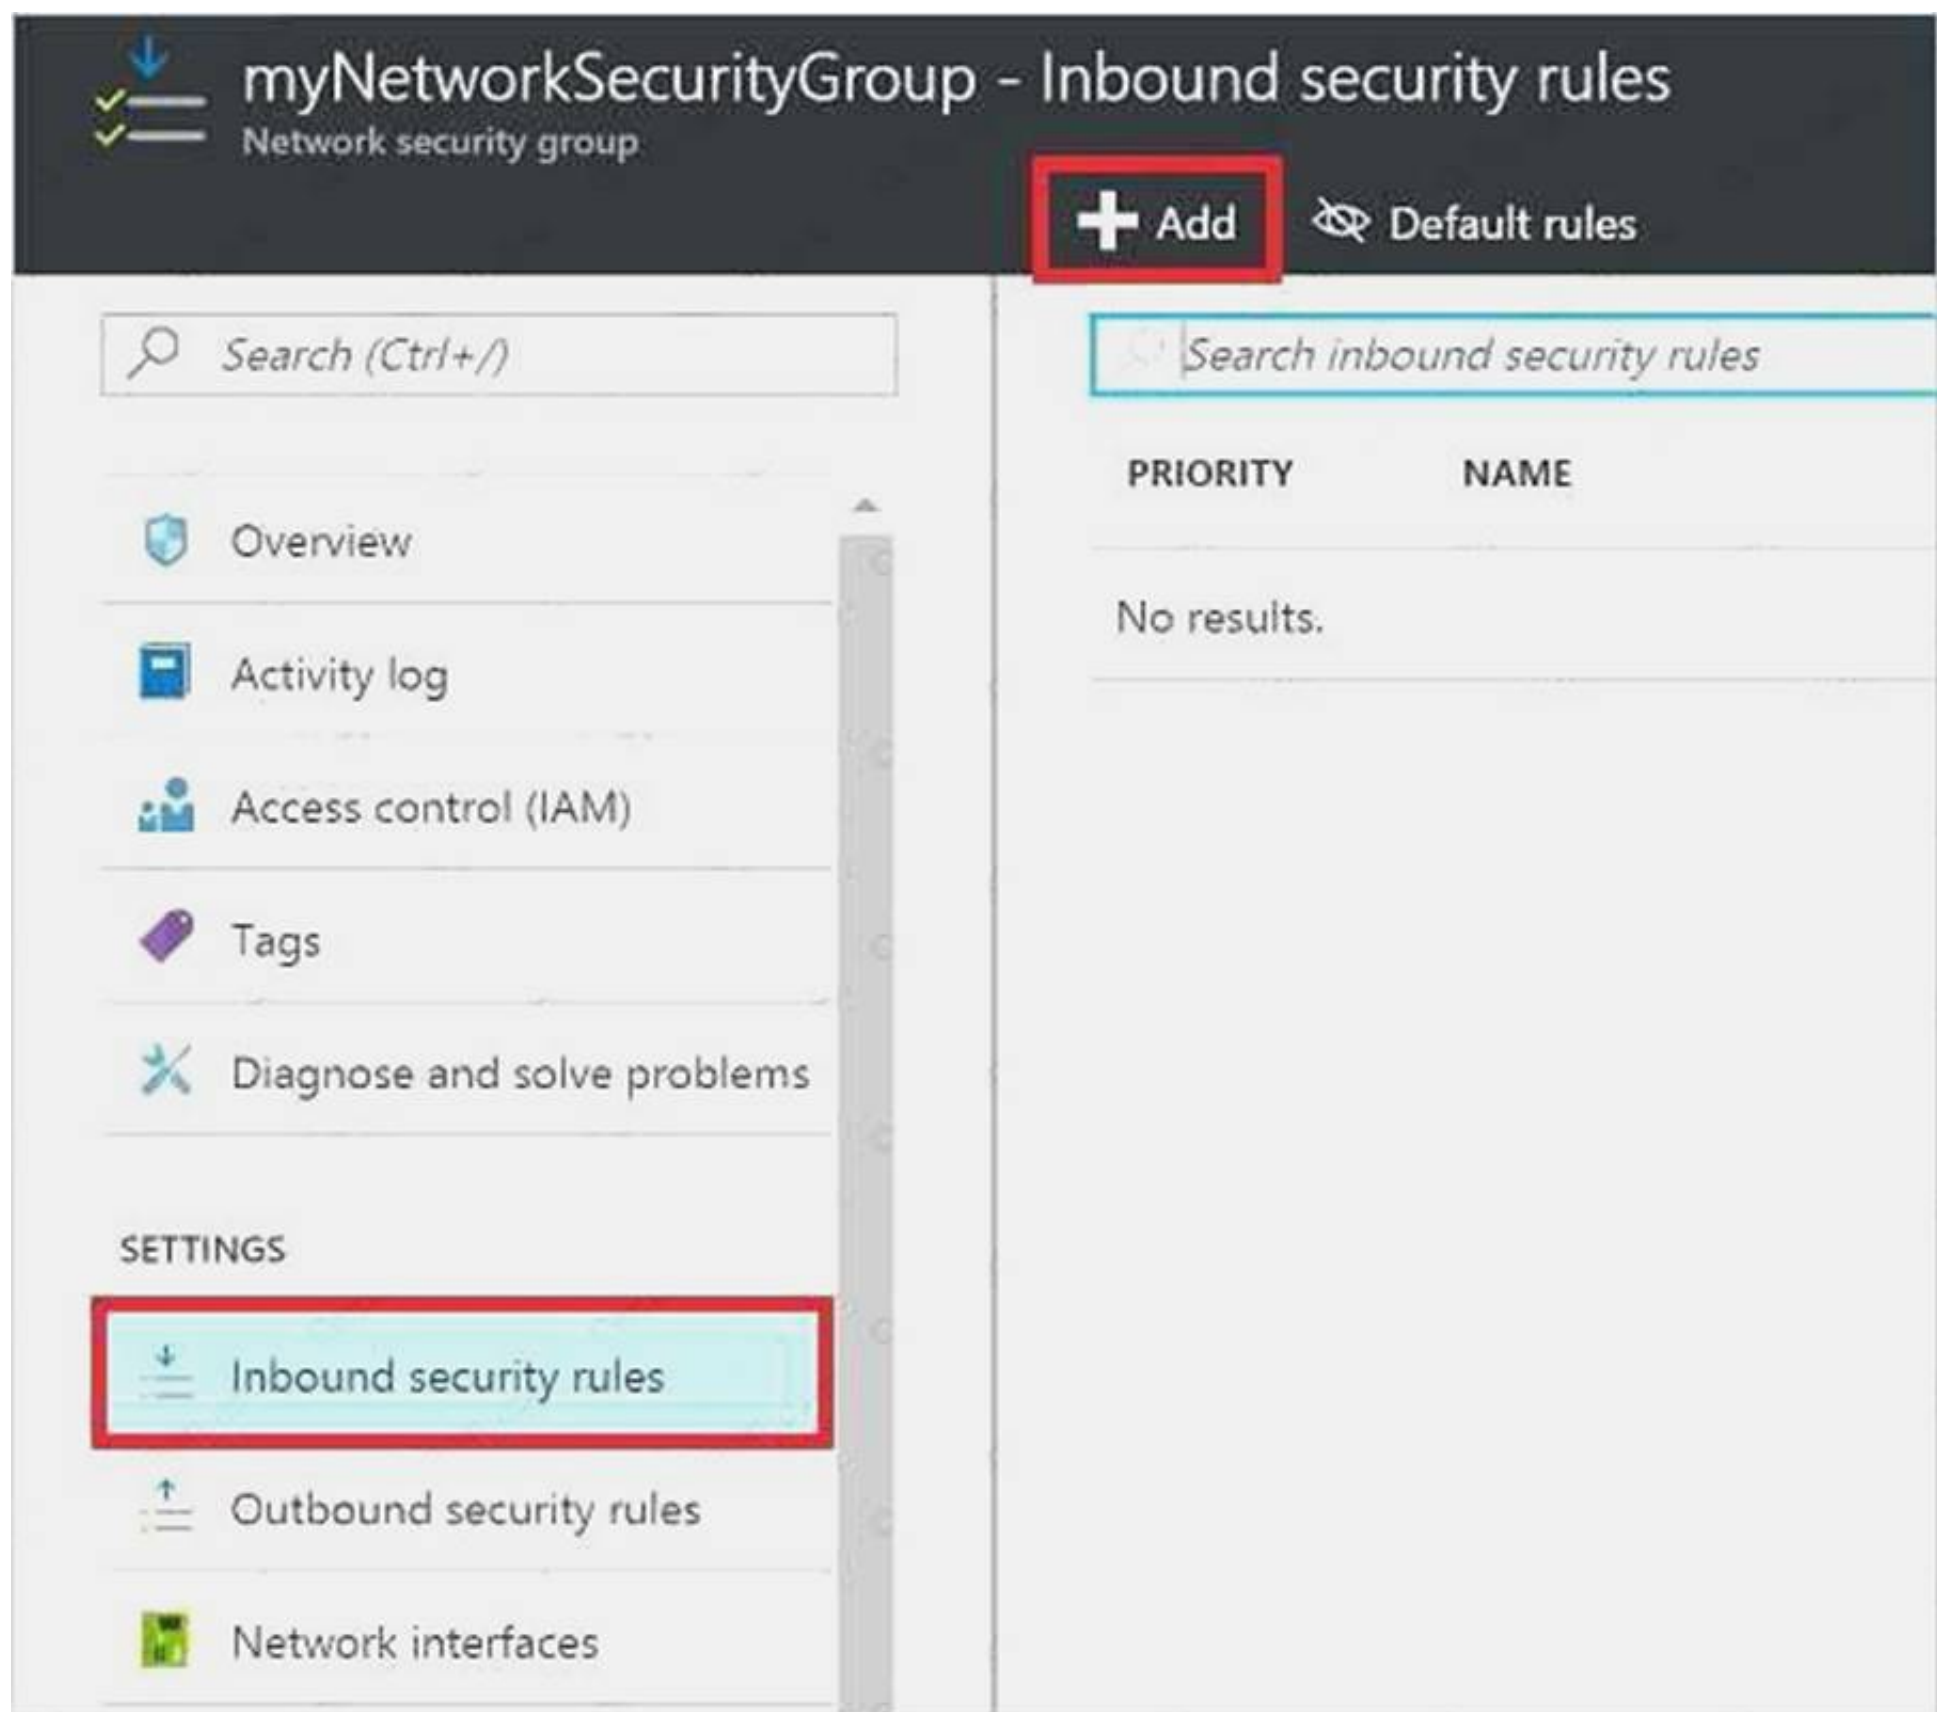 myNetworkSecurityGroup - Inbound security rules
Network security group
Add
Default rules
Search (Ctrl+/)
Search inbound security rules
PRIORITY NAME
No results.
Overview
Activity log
Access control (IAM)
Tags
Diagnose and solve problems
SETTINGS
Inbound security rules
Outbound security rules
Network interfaces